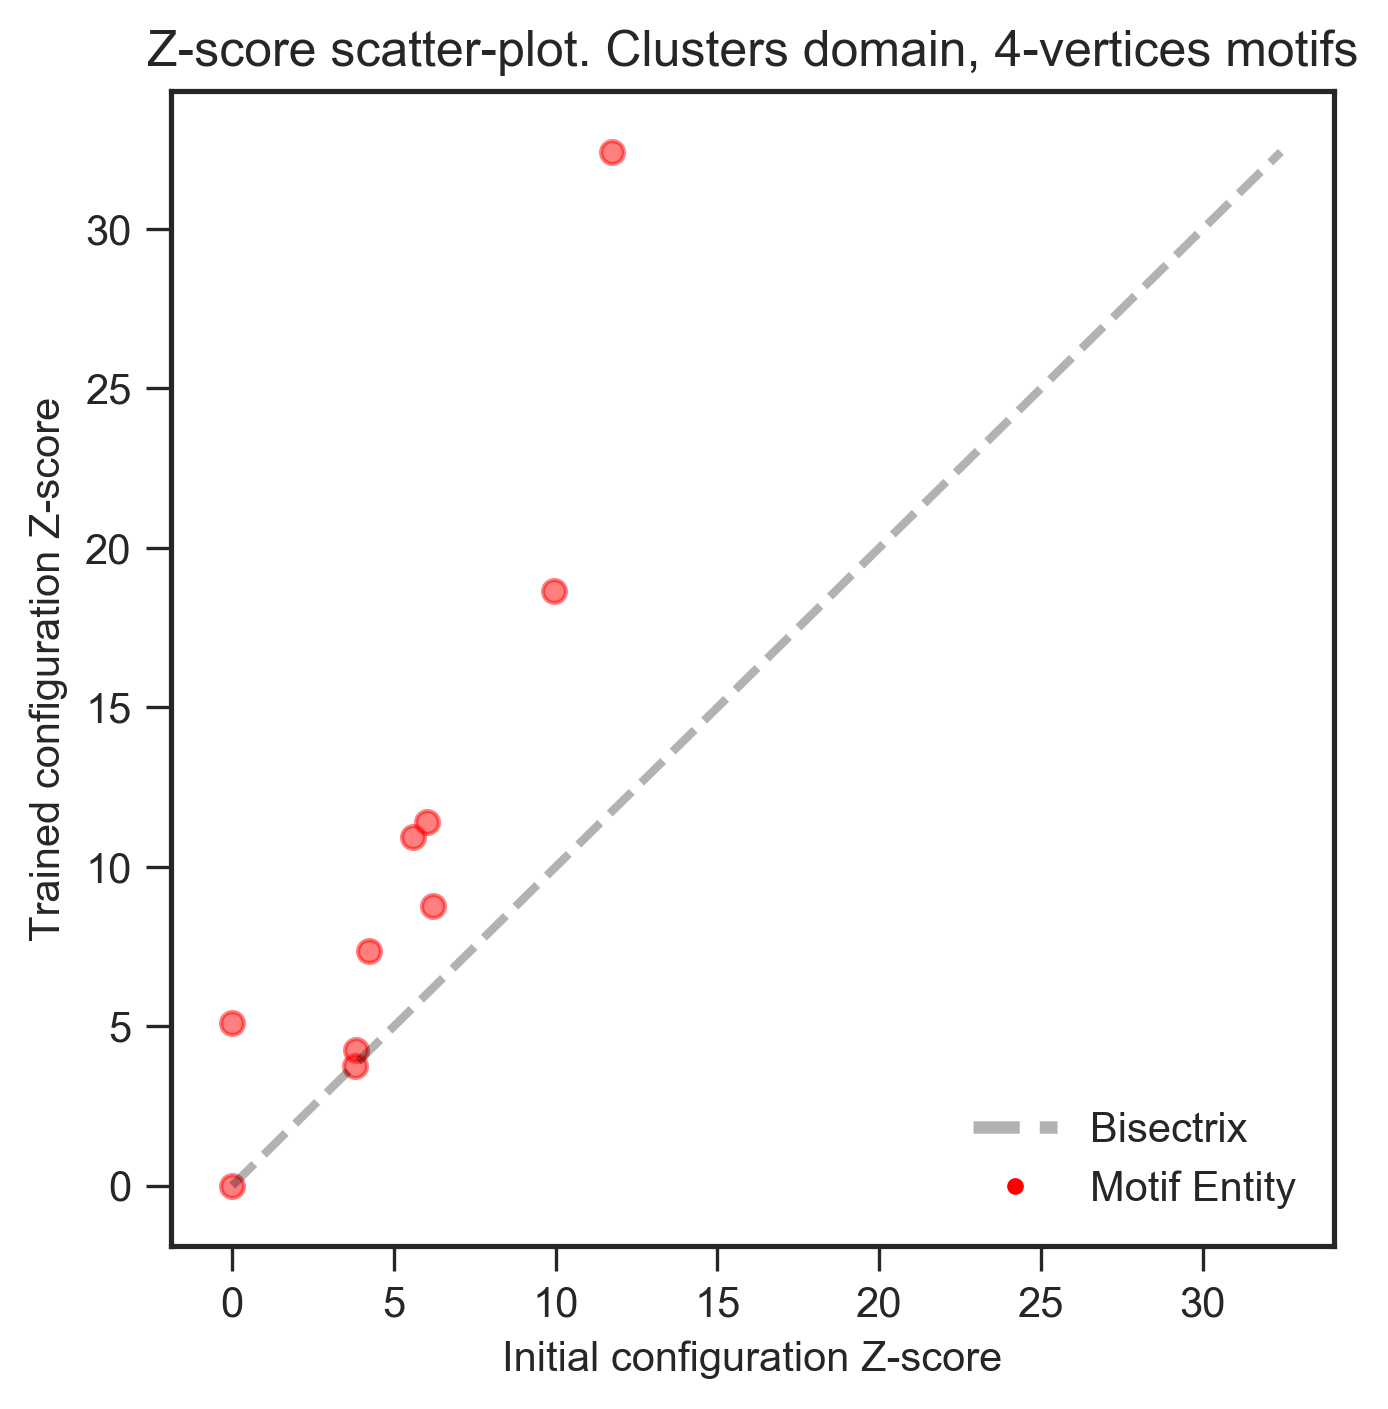 Z-score scatter-plot. Clusters domain, 4-vertices motifs
Trained configuration Z-score
30
25
20
15
10
5
0
Bisectrix
Motif Entity
0 5 10 15 20 25 30
Initial configuration Z-score